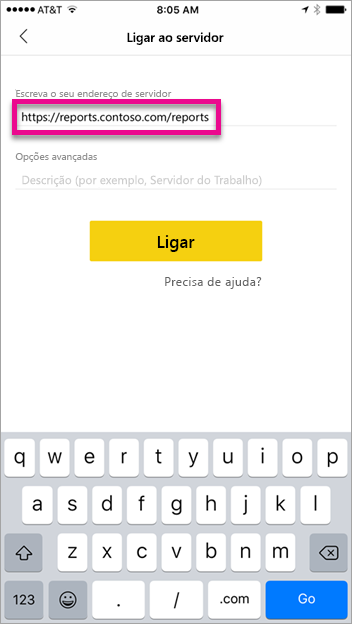 AT&T 8:05 AM
Ligar ao servidor
Escreva o seu endereço de servidor
https://reports.contoso.com/reports
Opções avançadas
Descrição (por exemplo, Servidor do Trabalho)
Ligar
Precisa de ajuda?
q w e r t y u i o p
a s d f g h j k l
z x c v b n m
123 . / .com Go